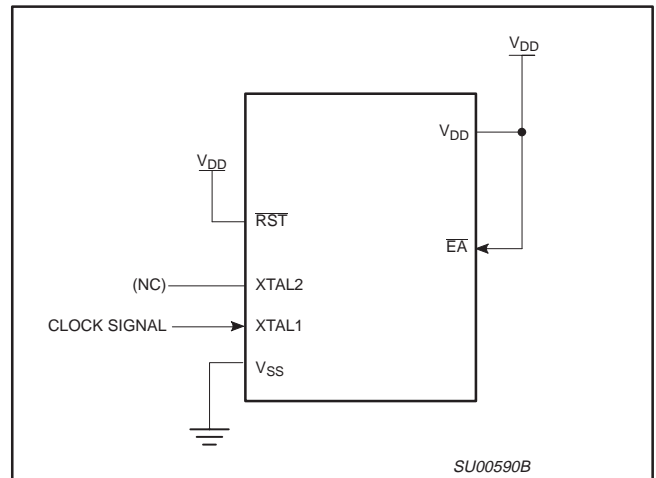 VDD
VDD
VDD
RST
EA
(NC) XTAL2
CLOCK SIGNAL XTAL1
VSS
SU00590B